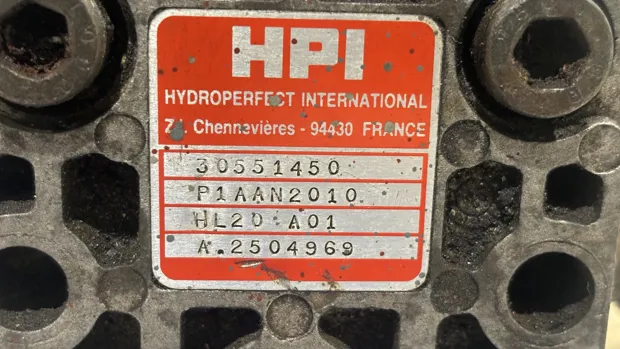 HPI
HYDROPERFECT INTERNATIONAL
Z.I. Chennevières - 94430 FRANCE
30551450
P1AAN2010
HL20 A01
A 2504969